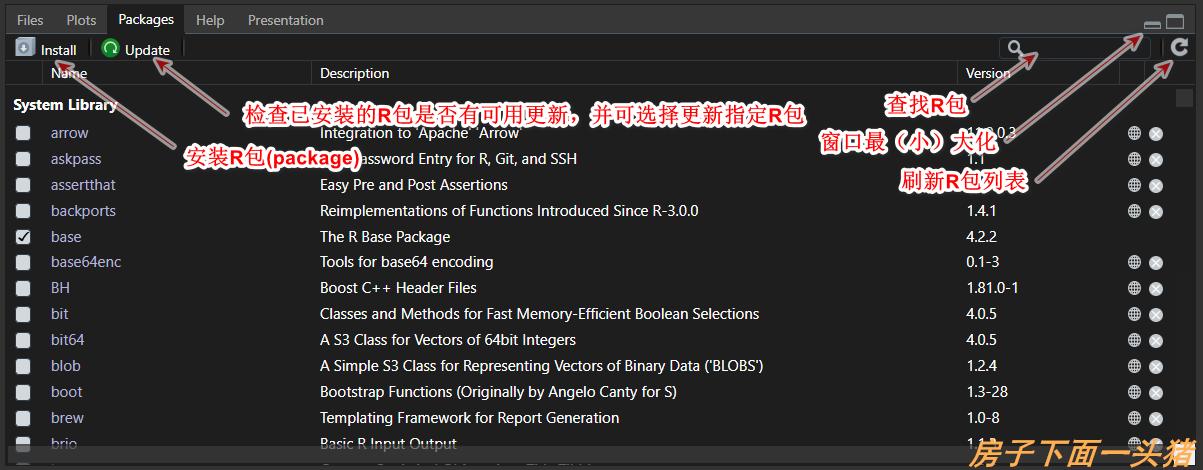 Files Plots Packages Help Presentation
Install Update
Name Description Version
检查已安装的R包是否有可用更新，并可选择更新指定R包
查找R包
System Library
arrow Integration to 'Apache' 'Arrow' 0.3
窗口最（小）大化
安装R包(package)
askpass Password Entry for R, Git, and SSH 1.1
刷新R包列表
assertthat Easy Pre and Post Assertions
backports Reimplementations of Functions Introduced Since R-3.0.0 1.4.1
base The R Base Package 4.2.2
base64enc Tools for base64 encoding 0.1-3
BH Boost C++ Header Files 1.81.0-1
bit Classes and Methods for Fast Memory-Efficient Boolean Selections 4.0.5
bit64 A S3 Class for Vectors of 64bit Integers 4.0.5
blob A Simple S3 Class for Representing Vectors of Binary Data ('BLOBS') 1.2.4
boot Bootstrap Functions (Originally by Angelo Canty for S) 1.3-28
brew Templating Framework for Report Generation 1.0-8
brio Basic R Input Output
房子下面一头猪